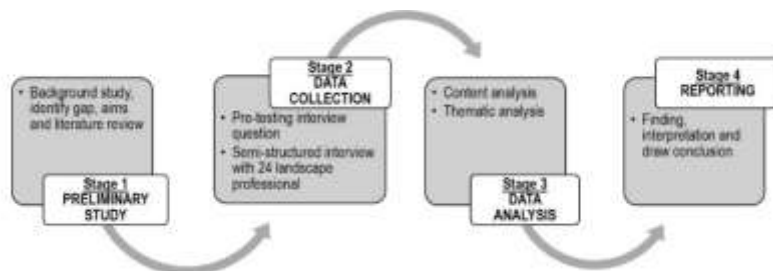 • Background study,
identify gap, aims
and literature review
Stage 1
PRELIMINARY
STUDY
Stage 2
DATA
COLLECTION
• Pro-testing interview
question
• Semi-structured interview
with 24 landscape
professional
• Content analysis
• Thematic analysis
Stage 3
DATA
ANALYSIS
Stage 4
REPORTING
• Finding,
interpretation and
draw conclusion